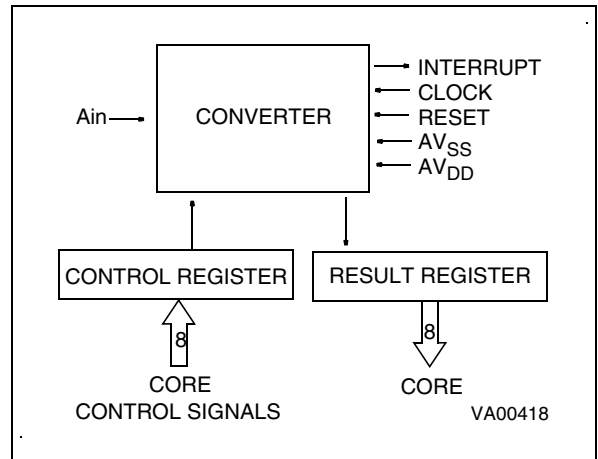 INTERRUPT
CLOCK
Ain
CONVERTER
RESET
AVSS
AVDD
CONTROL REGISTER
RESULT REGISTER
8
8
CORE
CONTROL SIGNALS
CORE
VA00418